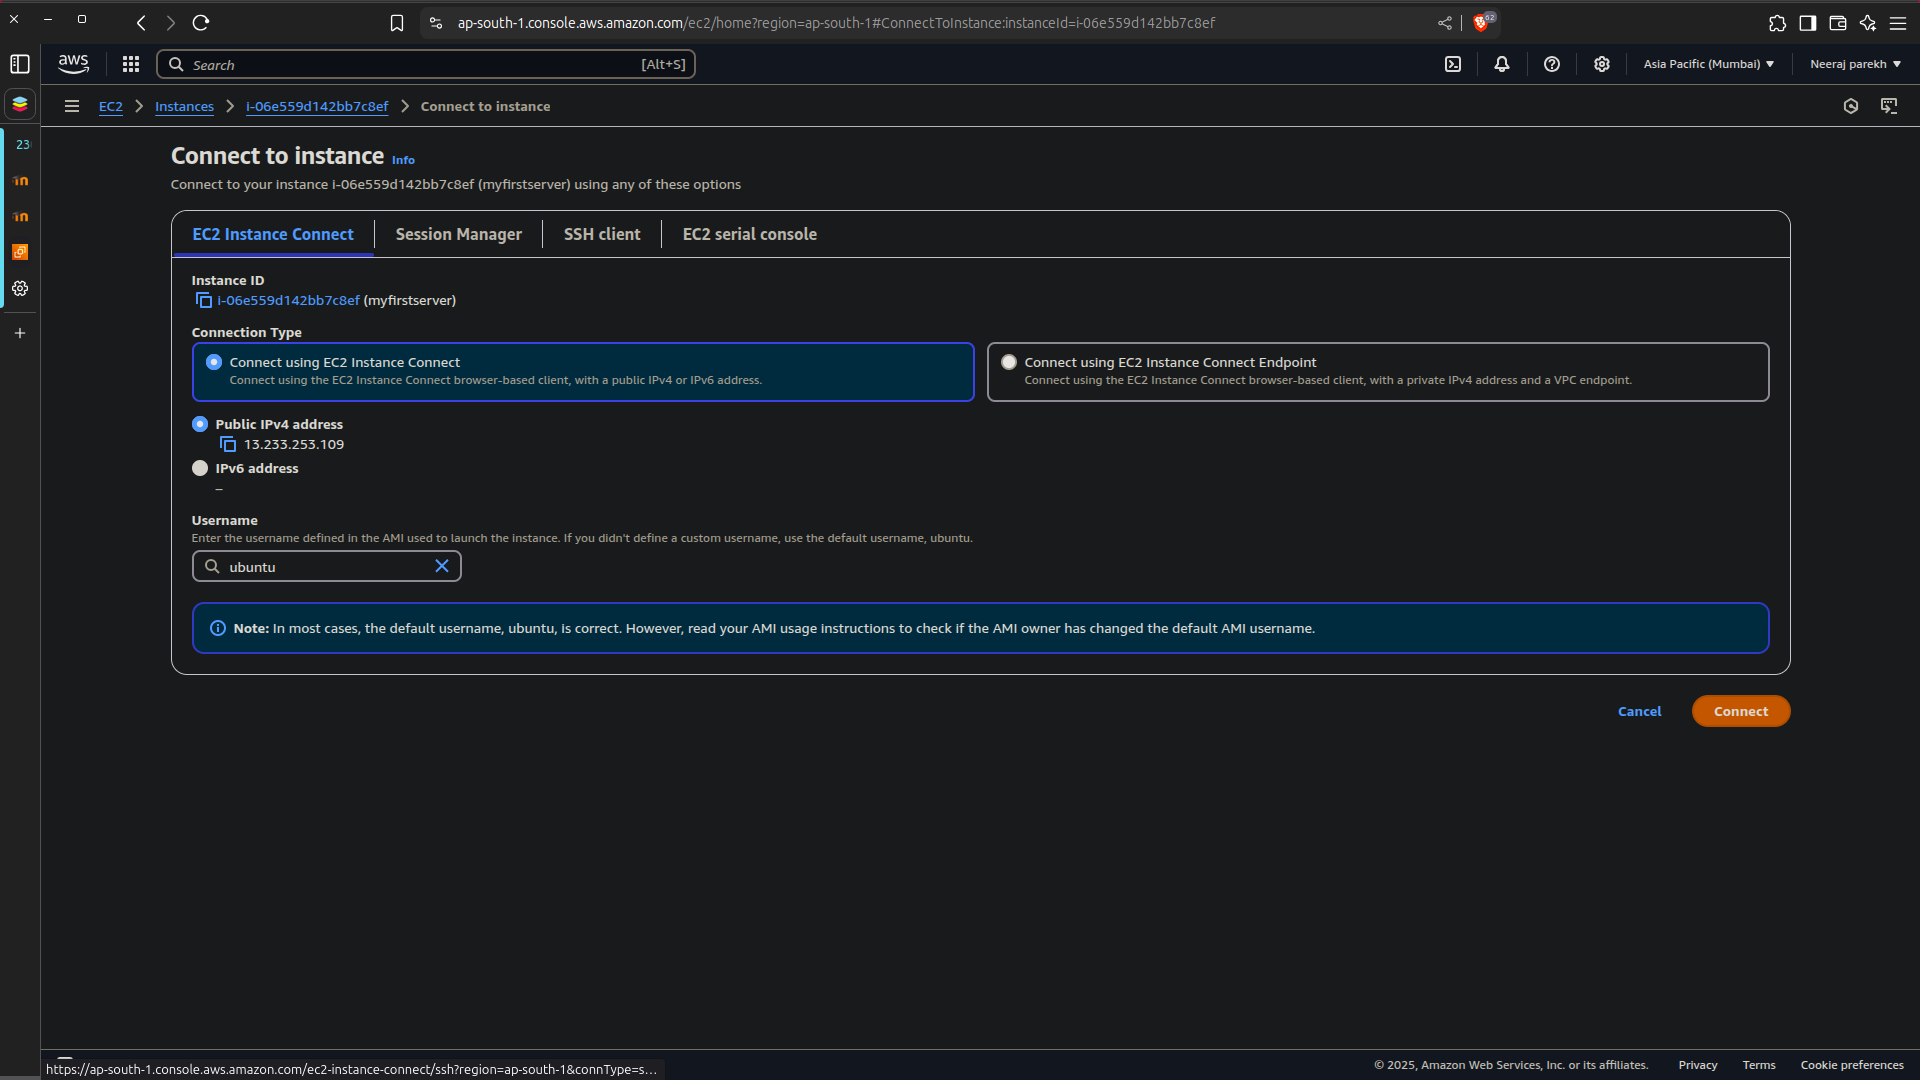 ap-south-1.console.aws.amazon.com/ec2/home?region=ap-south-1#ConnectToInstance:instanceId=i-06e559d142bb7c8ef
62
aws
Search [Alt+S]
Asia Pacific (Mumbai)
Neeraj parekh
EC2 Instances i-06e559d142bb7c8ef Connect to instance
23
Connect to instance Info
Connect to your instance i-06e559d142bb7c8ef (myfirstserver) using any of these options
EC2 Instance Connect Session Manager SSH client EC2 serial console
Instance ID
i-06e559d142bb7c8ef (myfirstserver)
Connection Type
Connect using EC2 Instance Connect
Connect using the EC2 Instance Connect browser-based client, with a public IPv4 or IPv6 address.
Connect using EC2 Instance Connect Endpoint
Connect using the EC2 Instance Connect browser-based client, with a private IPv4 address and a VPC endpoint.
Public IPv4 address
13.233.253.109
IPv6 address
–
Username
Enter the username defined in the AMI used to launch the instance. If you didn't define a custom username, use the default username, ubuntu.
ubuntu
Note: In most cases, the default username, ubuntu, is correct. However, read your AMI usage instructions to check if the AMI owner has changed the default AMI username.
Cancel Connect
https://ap-south-1.console.aws.amazon.com/ec2-instance-connect/ssh?region=ap-south-1&connType=s...
© 2025, Amazon Web Services, Inc. or its affiliates. Privacy Terms Cookie preferences